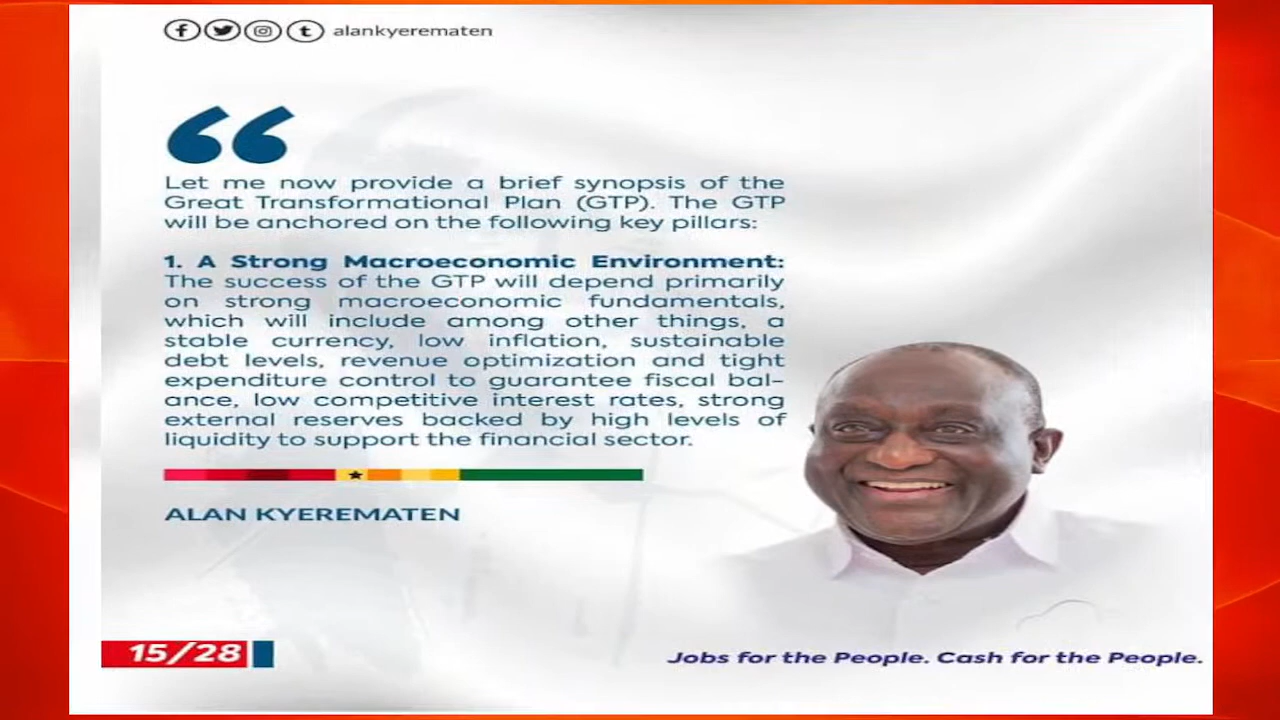 alankyerematen
Let me now provide a brief synopsis of the
Great Transformational Plan (GTP). The GTP
will be anchored on the following key pillars:
1. A Strong Macroeconomic Environment:
The success of the GTP will depend primarily
on strong macroeconomic fundamentals,
which will include among other things, a
stable currency, low inflation, sustainable
debt levels, revenue optimization and tight
expenditure control to guarantee fiscal bal-
ance, low competitive interest rates, strong
external reserves backed by high levels of
liquidity to support the financial sector.
ALAN KYEREMATEN
15/28
Jobs for the People. Cash for the People.